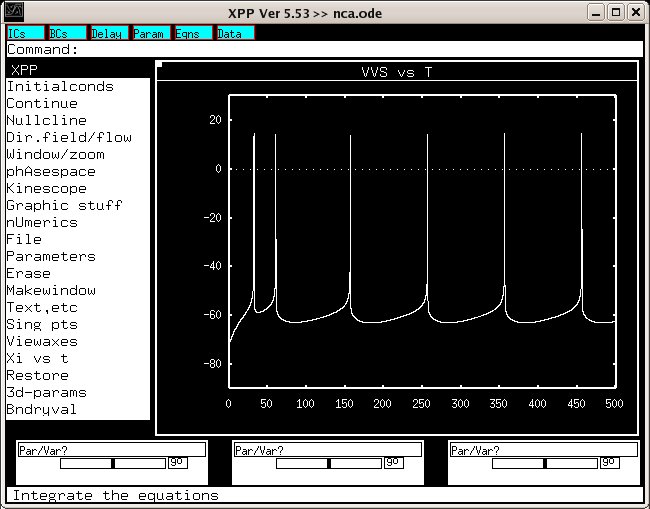 XPP Ver 5.53 >> nca.ode
ICs BCs Delay Param Eqns Data
Command:
XPP
Initialconds
Continue
Nullcline
Dir.field/flow
Window/zoom
phAsespace
Kinescope
Graphic stuff
nUmerics
File
Parameters
Erase
Makewindow
Text,etc
Sing pts
Viewaxes
Xi vs t
Restore
3d-params
Bndryval
VVS vs T
20
0
-20
-40
-60
-80
0 50 100 150 200 250 300 350 400 450 500
Par/Var? Par/Var? Par/Var?
Integrate the equations